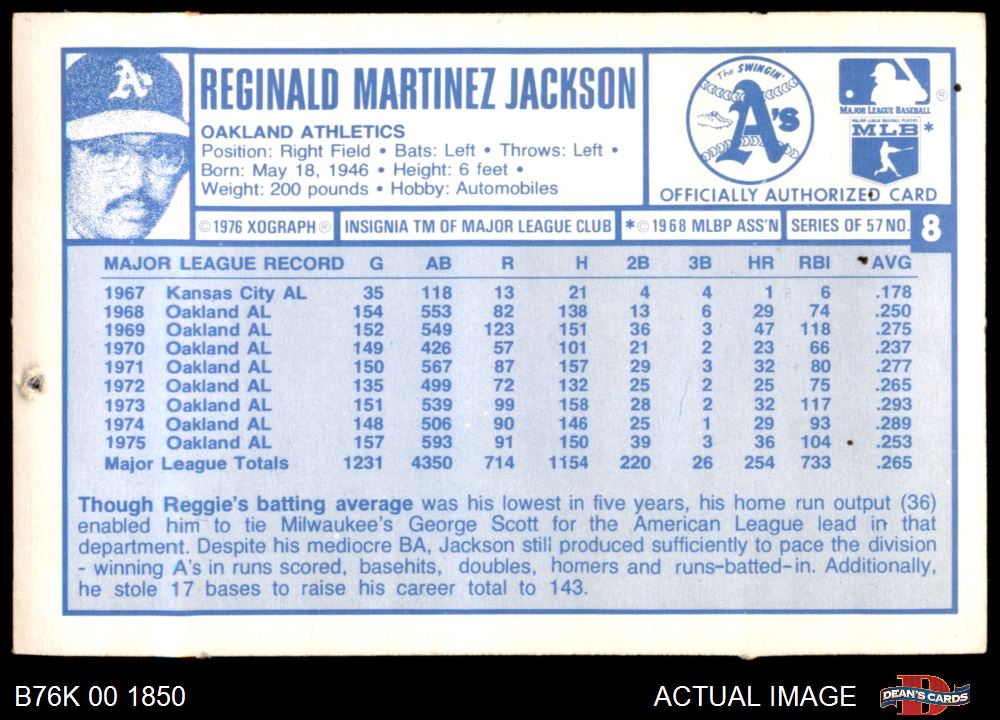 A's
REGINALD MARTINEZ JACKSON
OAKLAND ATHLETICS
Position: Right Field • Bats: Left • Throws: Left •
Born: May 18, 1946 • Height: 6 feet •
Weight: 200 pounds • Hobby: Automobiles
The SWINGIN' A's
MAJOR LEAGUE BASEBALL ®
MAJOR LEAGUE BASEBALL PLAYERS
MLB *
OFFICIALLY AUTHORIZED CARD
©1976 XOGRAPH®
INSIGNIA TM OF MAJOR LEAGUE CLUB
*© 1968 MLBP ASS'N
SERIES OF 57 NO. 8
MAJOR LEAGUE RECORD G AB R H 2B 3B HR RBI AVG
1967 Kansas City AL 35 118 13 21 4 4 1 6 .178
1968 Oakland AL 154 553 82 138 13 6 29 74 .250
1969 Oakland AL 152 549 123 151 36 3 47 118 .275
1970 Oakland AL 149 426 57 101 21 2 23 66 .237
1971 Oakland AL 150 567 87 157 29 3 32 80 .277
1972 Oakland AL 135 499 72 132 25 2 25 75 .265
1973 Oakland AL 151 539 99 158 28 2 32 117 .293
1974 Oakland AL 148 506 90 146 25 1 29 93 .289
1975 Oakland AL 157 593 91 150 39 3 36 104 .253
Major League Totals 1231 4350 714 1154 220 26 254 733 .265
Though Reggie's batting average was his lowest in five years, his home run output (36)
enabled him to tie Milwaukee's George Scott for the American League lead in that
department. Despite his mediocre BA, Jackson still produced sufficiently to pace the division
- winning A's in runs scored, basehits, doubles, homers and runs-batted-in. Additionally,
he stole 17 bases to raise his career total to 143.
B76K 00 1850
ACTUAL IMAGE
DEAN'S CARDS